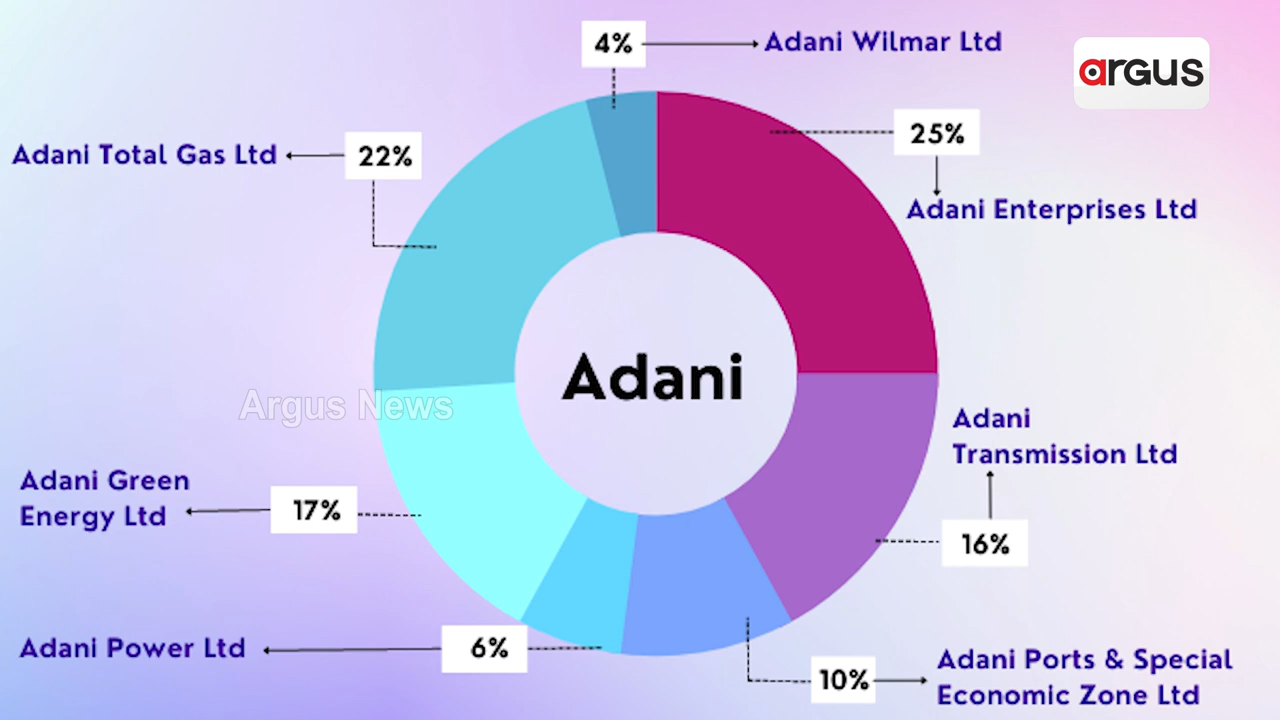 4%
Adani Wilmar Ltd
argus
25%
Adani Enterprises Ltd
Adani Total Gas Ltd
22%
Adani
Argus News
Adani
Transmission Ltd
16%
Adani Green
Energy Ltd
17%
Adani Power Ltd
6%
10%
Adani Ports & Special
Economic Zone Ltd